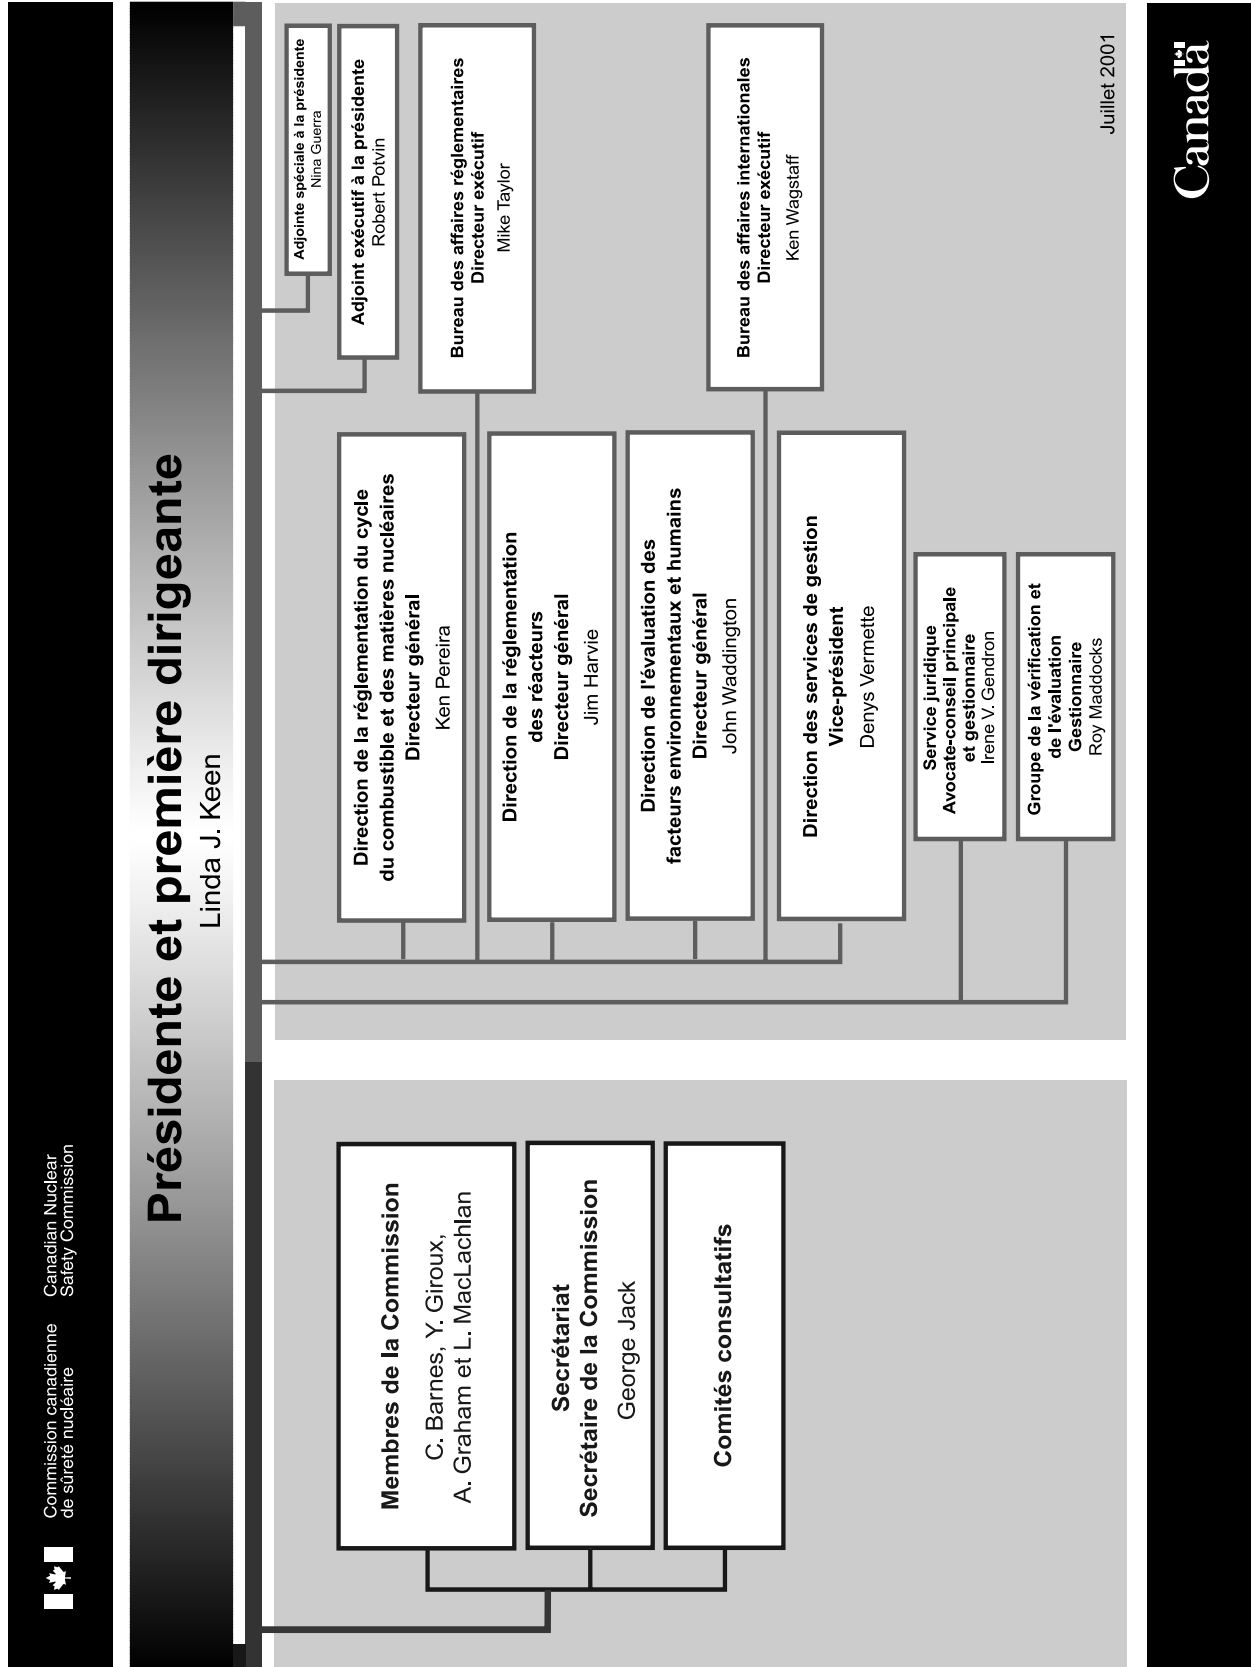 Commission canadienne
de sûreté nucléaire
Canadian Nuclear
Safety Commission
Présidente et première dirigeante
Linda J. Keen
Membres de la Commission
C. Barnes, Y. Giroux,
A. Graham et L. MacLachlan
Secrétariat
Secrétaire de la Commission
George Jack
Comités consultatifs
Adjointe spéciale à la présidente
Nina Guerra
Adjoint exécutif à la présidente
Robert Potvin
Direction de la réglementation du cycle
du combustible et des matières nucléaires
Directeur général
Ken Pereira
Bureau des affaires réglementaires
Directeur exécutif
Mike Taylor
Direction de la réglementation
des réacteurs
Directeur général
Jim Harvie
Direction de l'évaluation des
facteurs environnementaux et humains
Directeur général
John Waddington
Bureau des affaires internationales
Directeur exécutif
Ken Wagstaff
Direction des services de gestion
Vice-président
Denys Vermette
Service juridique
Avocate-conseil principale
et gestionnaire
Irene V. Gendron
Groupe de la vérification et
de l'évaluation
Gestionnaire
Roy Maddocks
Juillet 2001
Canada